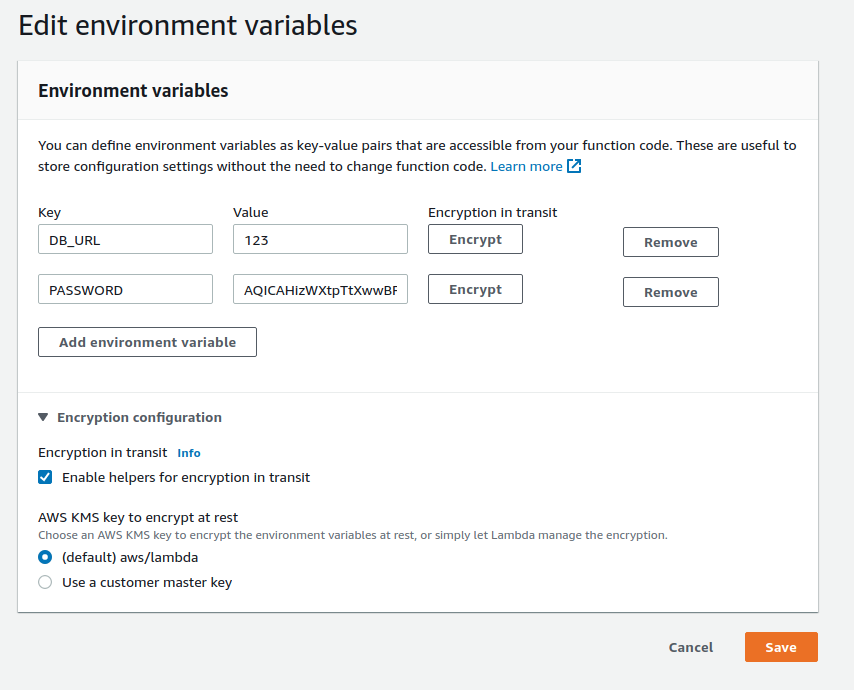 Edit environment variables
Environment variables
You can define environment variables as key-value pairs that are accessible from your function code. These are useful to
store configuration settings without the need to change function code. Learn more
Key Value Encryption in transit
DB_URL 123 Encrypt Remove
PASSWORD AQICAHizWXtpTtXwwBF Encrypt Remove
Add environment variable
Encryption configuration
Encryption in transit Info
Enable helpers for encryption in transit
AWS KMS key to encrypt at rest
Choose an AWS KMS key to encrypt the environment variables at rest, or simply let Lambda manage the encryption.
(default) aws/lambda
Use a customer master key
Cancel Save